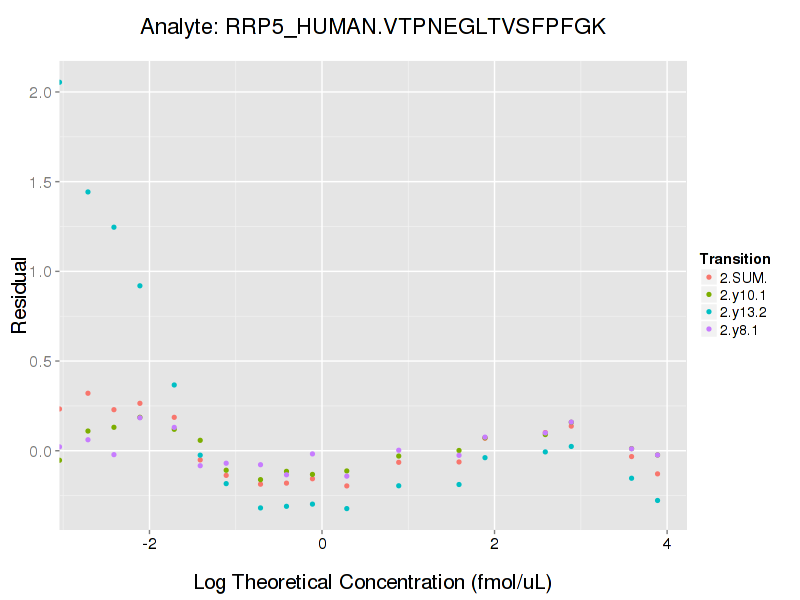 Analyte: RRP5_HUMAN.VTPNEGLTVSFPFGK
2.0
1.5
1.0
0.5
0.0
Residual
-2
0
2
4
Log Theoretical Concentration (fmol/uL)
Transition
2.SUM.
2.y10.1
2.y13.2
2.y8.1